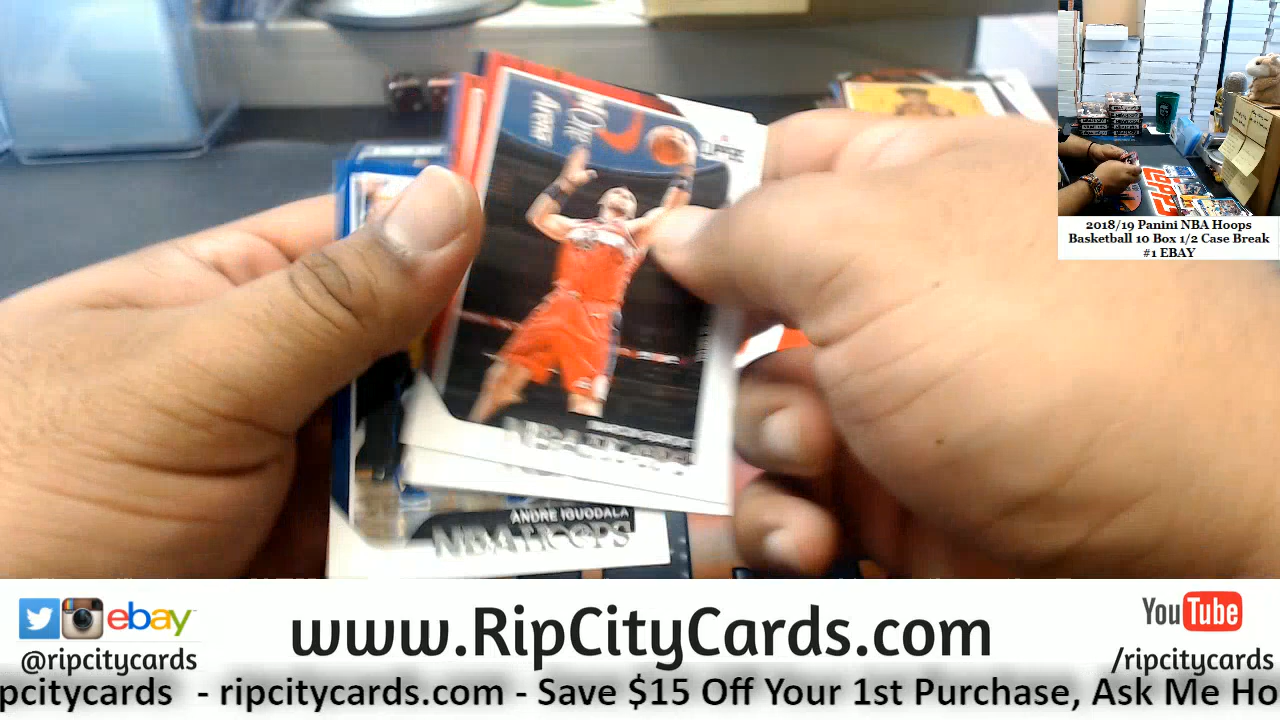 Arena
CLIPPERS
NBA HOOPS
ANDRE IGUODALA
NBA HOOPS
2018/19 Panini NBA Hoops
Basketball 10 Box 1/2 Case Break
#1 EBAY
ebay
@ripcitycards
www.RipCityCards.com
YouTube
/ripcitycards
pcitycards - ripcitycards.com - Save $15 Off Your 1st Purchase, Ask Me Ho